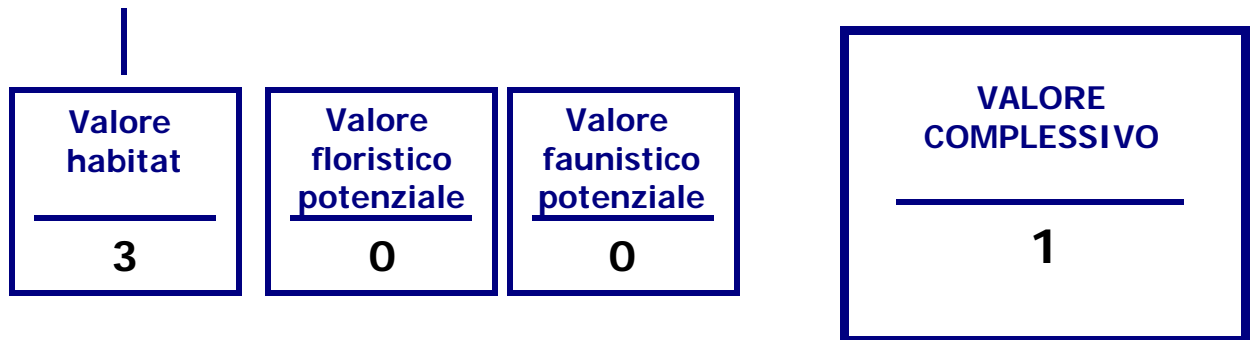 Valore
habitat
3
Valore
floristico
potenziale
0
Valore
faunistico
potenziale
0
VALORE
COMPLESSIVO
1